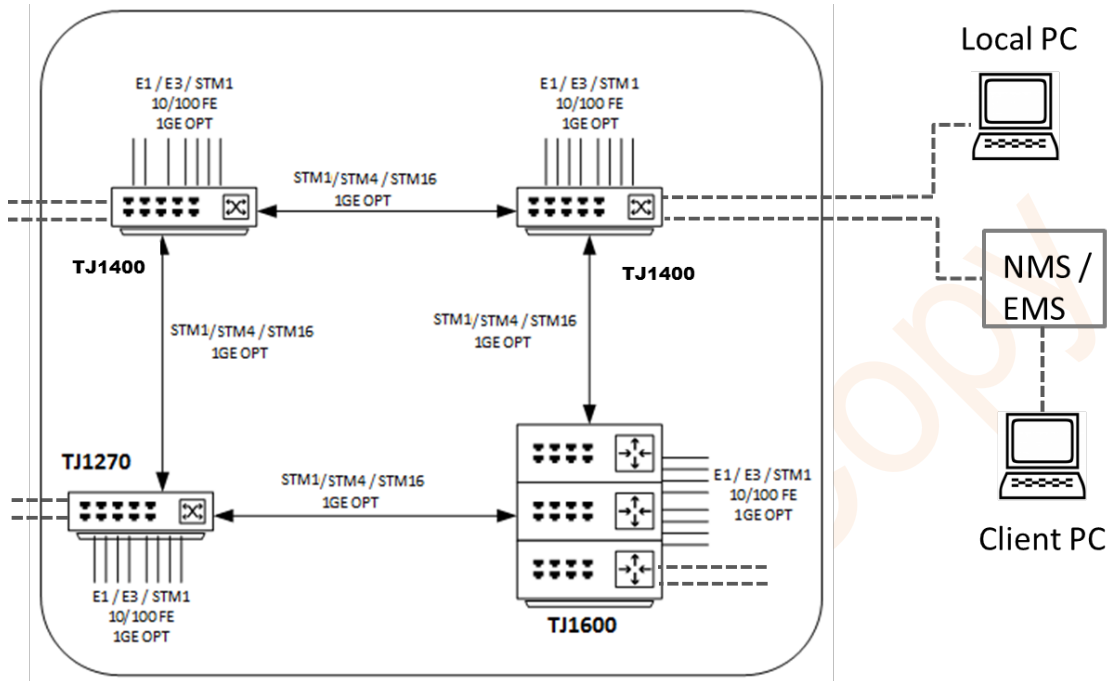 Local PC
E1 / E3 / STM1
10/100 FE
1GE OPT
E1 / E3 / STM1
10/100 FE
1GE OPT
STM1/STM4 / STM16
1GE OPT
TJ1400
TJ1400
NMS /
EMS
STM1/STM4 / STM16
1GE OPT
STM1/STM4 / STM16
1GE OPT
TJ1270
STM1/STM4 / STM16
1GE OPT
E1/ E3 / STM1
10/100 FE
1GE OPT
Client PC
E1 / E3 / STM1
10/100 FE
1GE OPT
TJ1600
copy